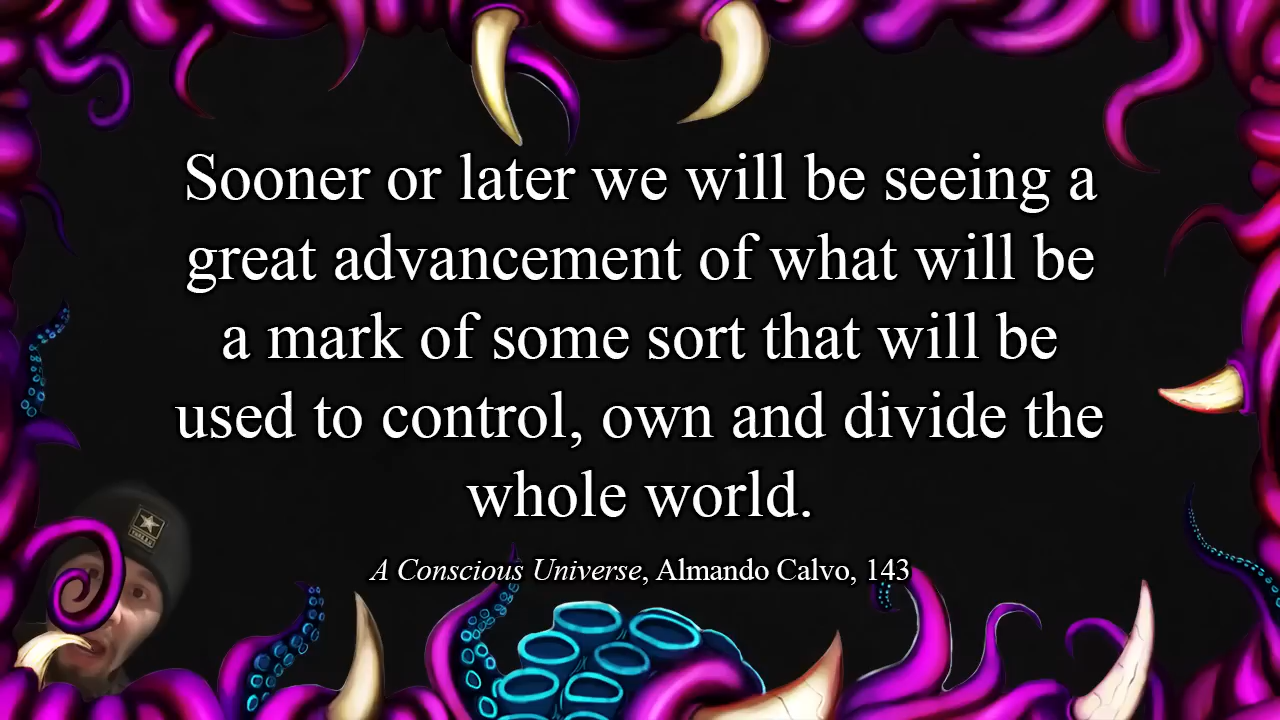 Sooner or later we will be seeing a
great advancement of what will be
a mark of some sort that will be
used to control, own and divide the
whole world.
A Conscious Universe, Almando Calvo, 143